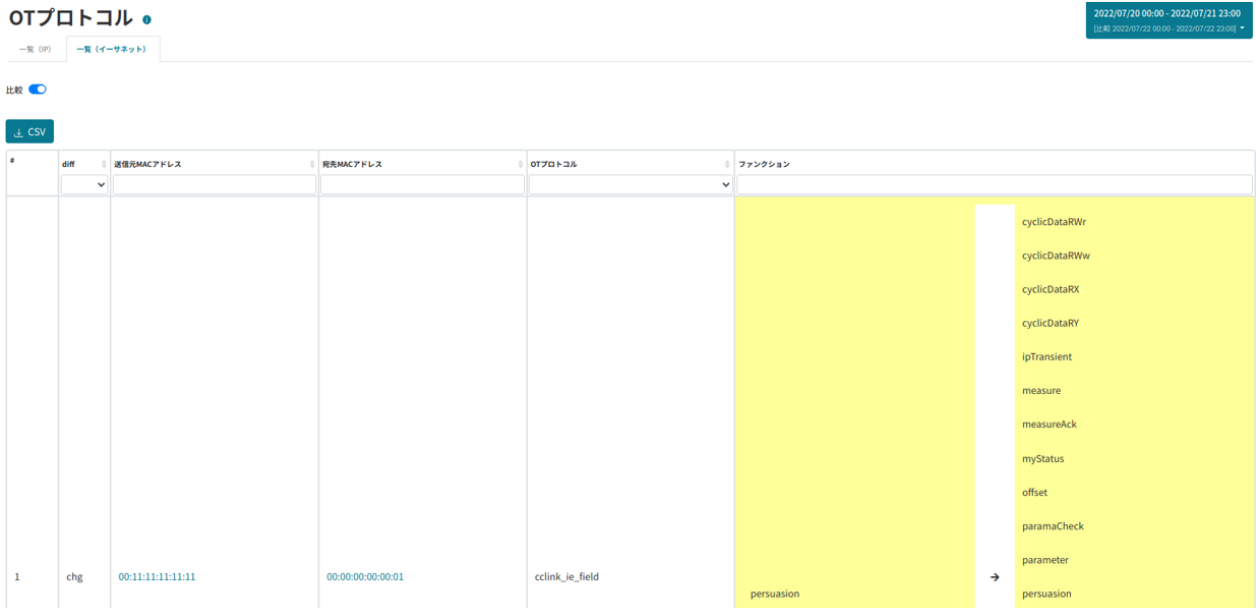 OTプロトコル
2022/07/20 00:00 - 2022/07/21 23:00
[比較 2022/07/22 00:00 - 2022/07/22 23:00]
一覧（IP）
一覧（イーサネット）
比較
CSV
# diff 送信元MACアドレス 宛先MACアドレス OTプロトコル ファンクション
cyclicDataRWr
cyclicDataRWw
cyclicDataRX
cyclicDataRY
ipTransient
measure
measureAck
myStatus
offset
paramaCheck
parameter
1 chg 00:11:11:11:11:11 00:00:00:00:00:01 cclink_ie_field →
persuasion persuasion